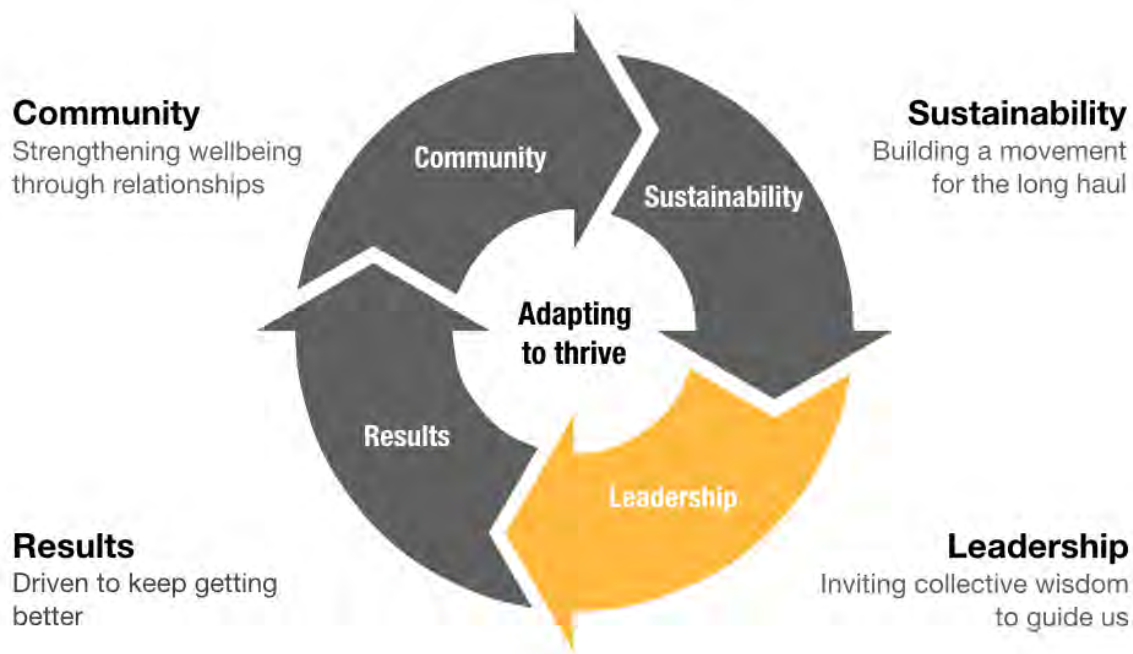 Community
Strengthening wellbeing
through relationships
Sustainability
Building a movement
for the long haul
Community
Sustainability
Adapting
to thrive
Results
Leadership
Results
Driven to keep getting
better
Leadership
Inviting collective wisdom
to guide us